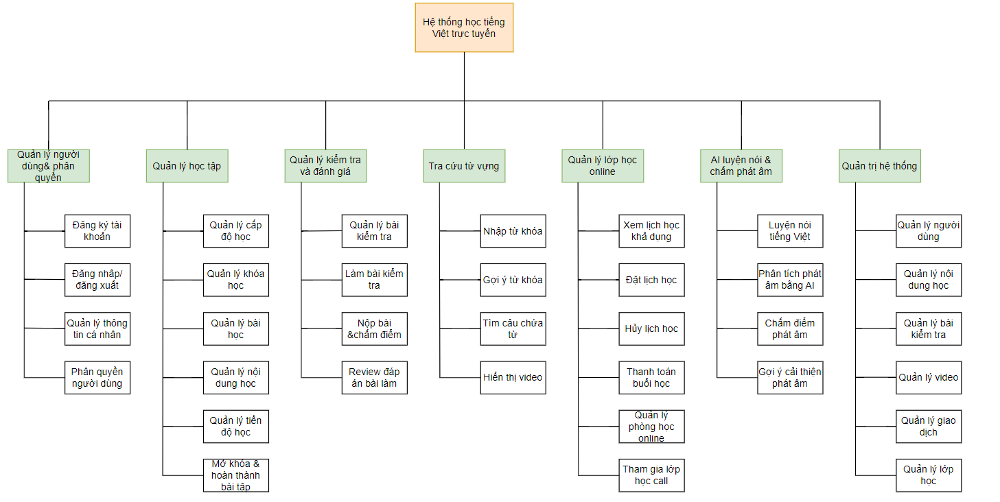 Hệ thống học tiếng
Việt trực tuyến
Quản lý người
dùng& phân
quyền
Quản lý học tập
Quản lý kiểm tra
và đánh giá
Tra cứu từ vựng
Quản lý lớp học
online
AI luyện nói &
chấm phát âm
Quản trị hệ thống
Đăng ký tài
khoản
Đăng nhập/
đăng xuất
Quản lý thông
tin cá nhân
Phân quyền
người dùng
Quản lý cấp
độ học
Quản lý khóa
học
Quản lý bài
học
Quản lý nội
dung học
Quản lý tiến
độ học
Mở khóa &
hoàn thành
bài tập
Quản lý bài
kiểm tra
Làm bài kiểm
tra
Nộp bài
&chấm điểm
Review đáp
án bài làm
Nhập từ khóa
Gợi ý từ khóa
Tìm câu chứa
từ
Hiển thị video
Xem lịch học
khả dụng
Đặt lịch học
Hủy lịch học
Thanh toán
buổi học
Quản lý
phòng học
online
Tham gia lớp
học call
Luyện nói
tiếng Việt
Phân tích phát
âm bằng AI
Chấm điểm
phát âm
Gợi ý cải thiện
phát âm
Quản lý người
dùng
Quản lý nội
dung học
Quản lý bài
kiểm tra
Quản lý video
Quản lý giao
dịch
Quản lý lớp
học